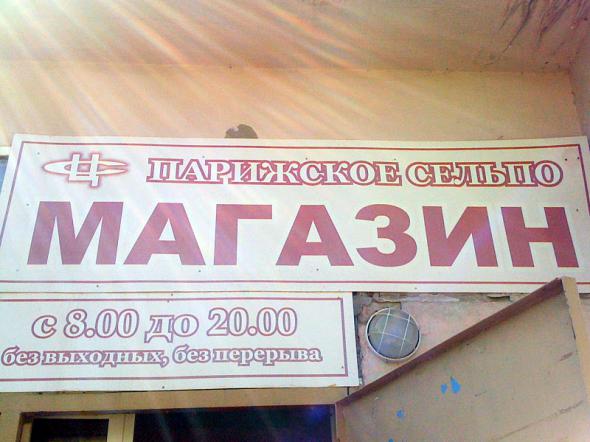 ПАРИЖСКОЕ СЕЛЬПО
МАГАЗИН
с 8.00 до 20.00
без выходных, без перерыва